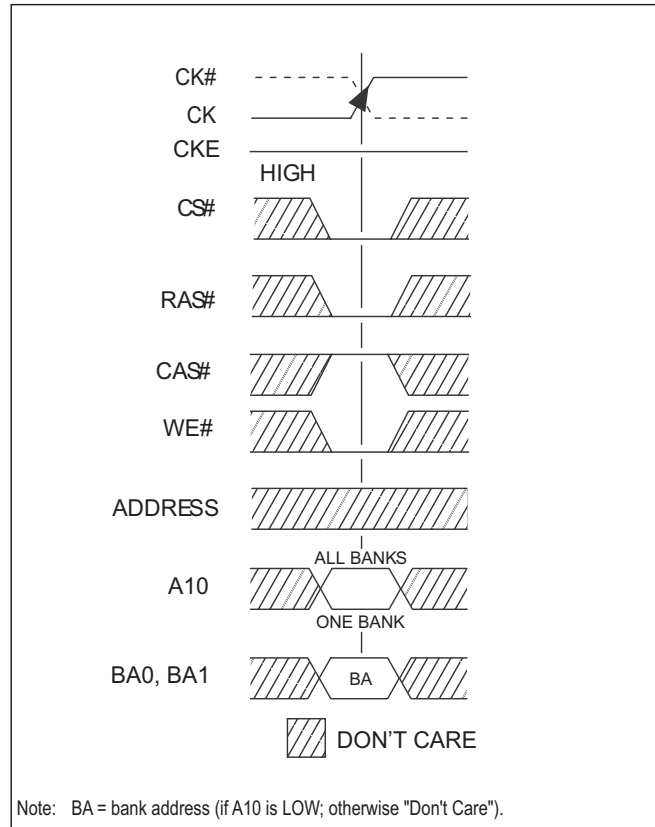 CK#
CK
CKE
HIGH
CS#
RAS#
CAS#
WE#
ADDRESS
ALL BANKS
A10
ONE BANK
BA0, BA1
BA
DON'T CARE
Note: BA = bank address (if A10 is LOW; otherwise "Don't Care").